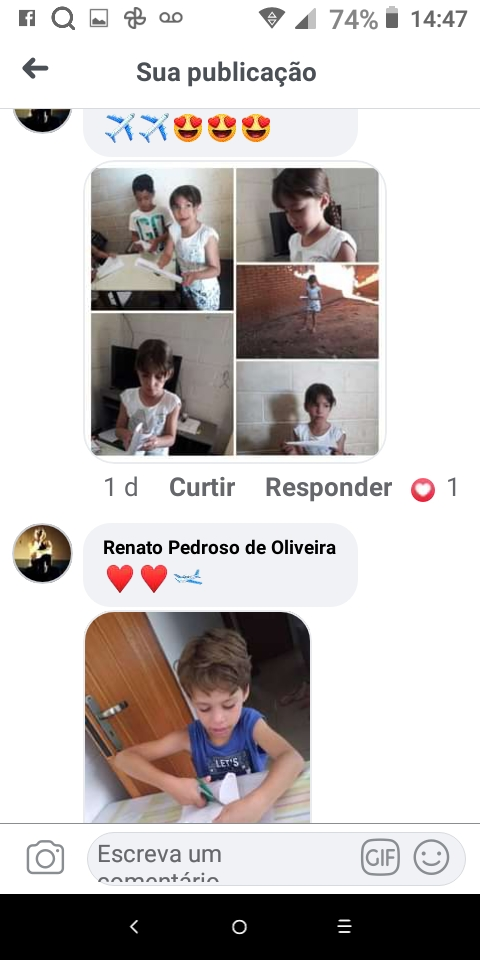 74% 14:47
Sua publicação
1 d Curtir Responder 1
Renato Pedroso de Oliveira
LET'S
Escreva um
comentário
GIF